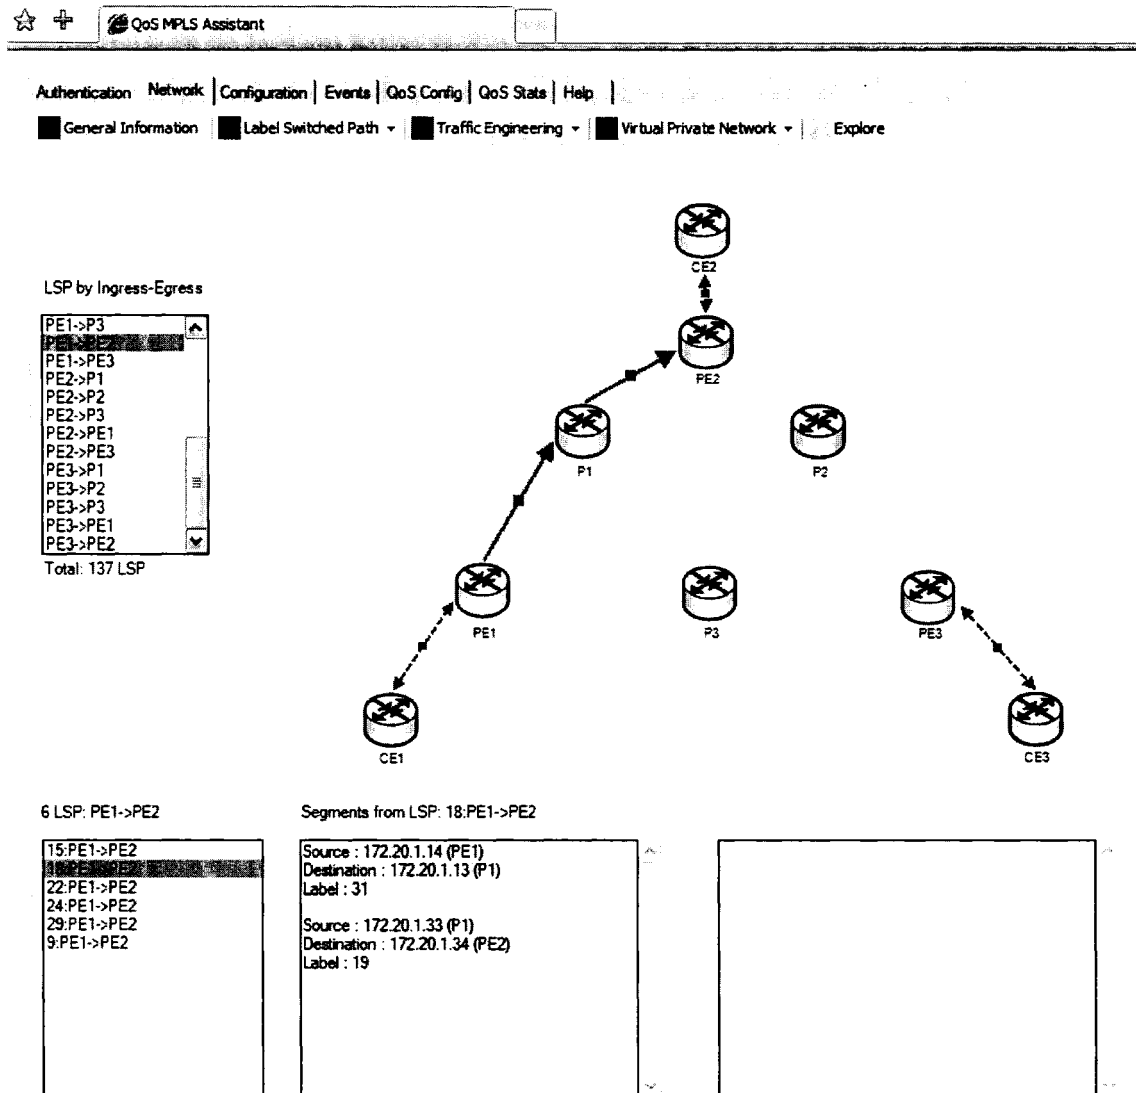 QoS MPLS Assistant
Authentication Network Configuration Events QoS Config QoS Stats Help
General Information Label Switched Path Traffic Engineering Virtual Private Network Explore
CE2
LSP by Ingress-Egress
PE1->P3
PE1->PE2
PE1->PE3
PE2->P1
PE2->P2
PE2->P3
PE2->PE1
PE2->PE3
PE3->P1
PE3->P2
PE3->P3
PE3->PE1
PE3->PE2
Total: 137 LSP
PE2
P1
P2
PE1
P3
PE3
CE1
CE3
6 LSP: PE1->PE2
15:PE1->PE2
18:PE1->PE2
22:PE1->PE2
24:PE1->PE2
29:PE1->PE2
9:PE1->PE2
Segments from LSP: 18:PE1->PE2
Source : 172.20.1.14 (PE1)
Destination : 172.20.1.13 (P1)
Label : 31
Source : 172.20.1.33 (P1)
Destination : 172.20.1.34 (PE2)
Label : 19